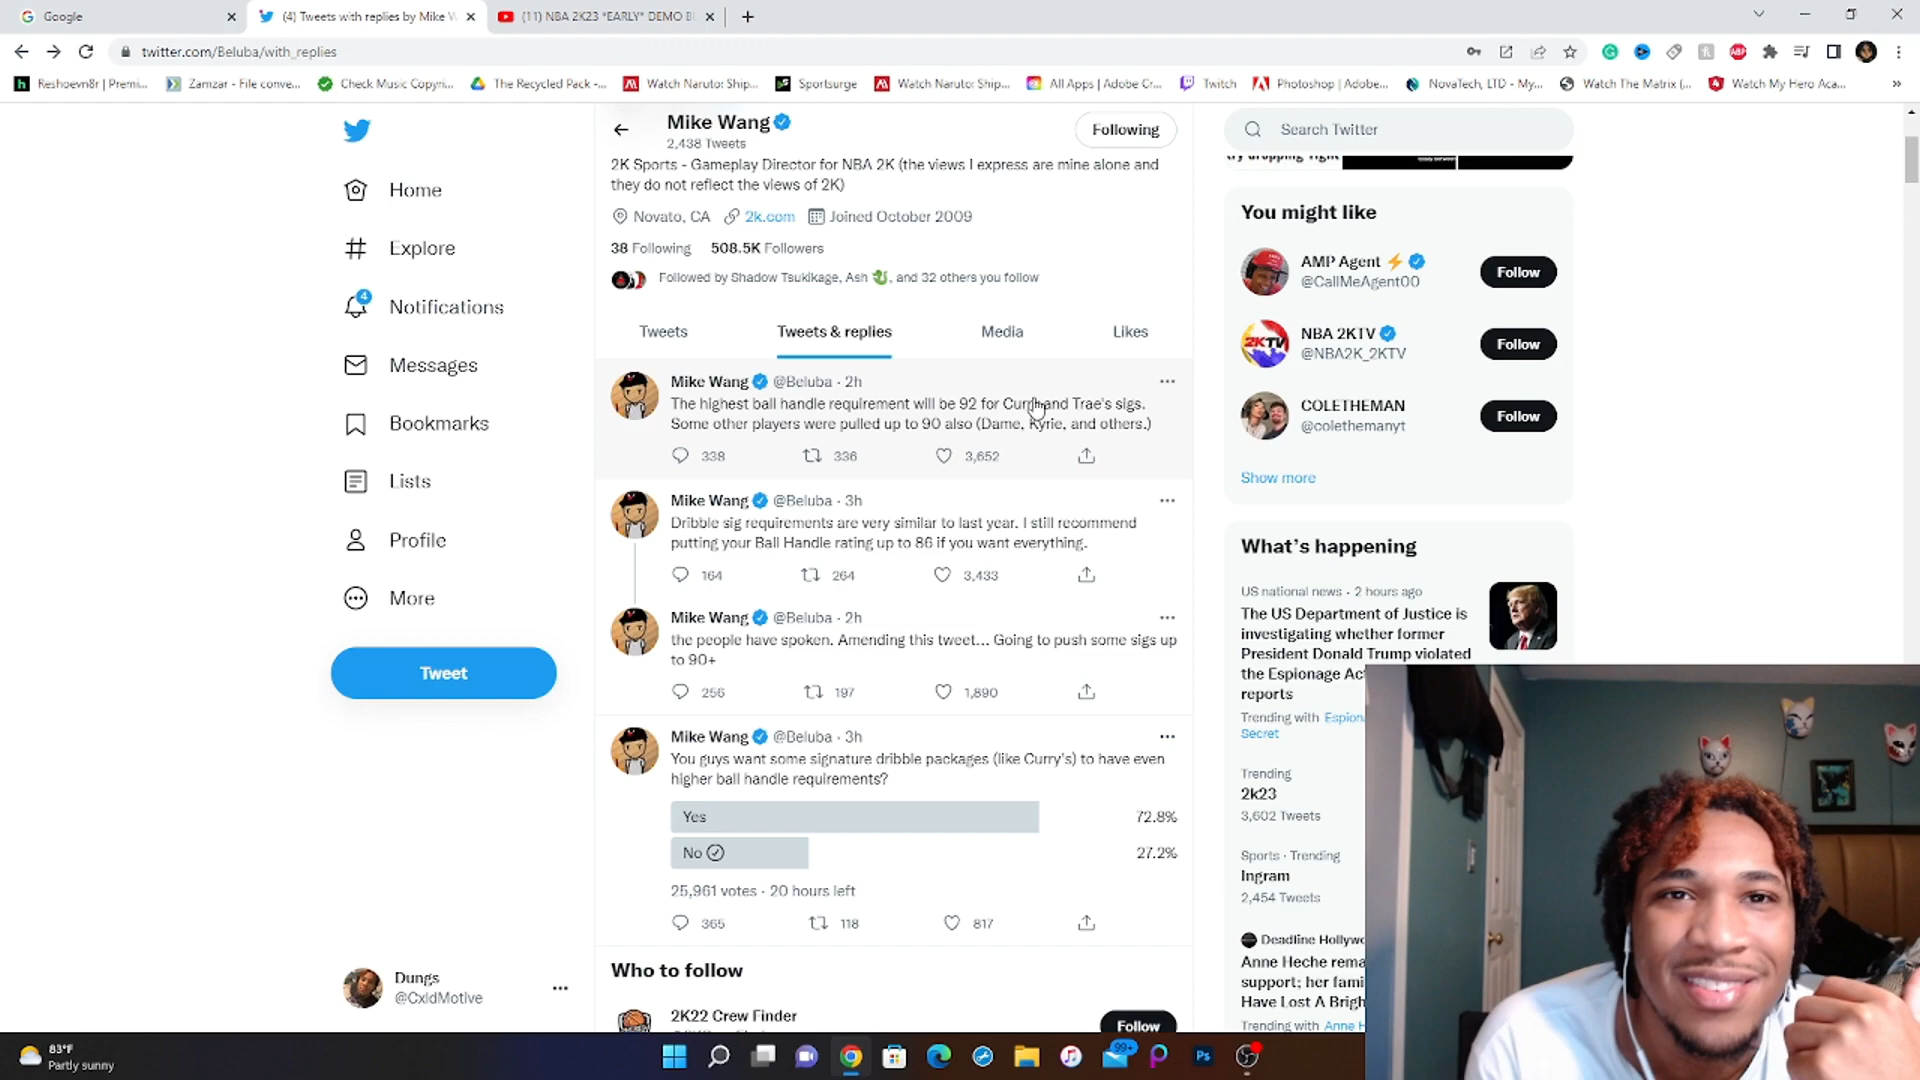 Google
(4) Tweets with replies by Mike W
(11) NBA 2K23 *EARLY* DEMO B
twitter.com/Beluba/with_replies
Reshoevn8r | Premi...
Zamzar - File conve...
Check Music Copyri...
The Recycled Pack -...
Watch Naruto: Ship...
Sportsurge
Watch Naruto: Ship...
All Apps | Adobe Cr...
Twitch
Photoshop | Adobe...
NovaTech, LTD - My...
Watch The Matrix (...
Watch My Hero Aca...
Home
Explore
4
Notifications
Messages
Bookmarks
Lists
Profile
More
Tweet
Dungs
@CxldMotive
Mike Wang
2,438 Tweets
Following
2K Sports - Gameplay Director for NBA 2K (the views I express are mine alone and
they do not reflect the views of 2K)
Novato, CA 2k.com Joined October 2009
38 Following 508.5K Followers
Followed by Shadow Tsukikage, Ash , and 32 others you follow
Tweets Tweets & replies Media Likes
Mike Wang @Beluba · 2h
The highest ball handle requirement will be 92 for and Trae's sigs.
Some other players were pulled up to 90 also (Dame, Kyrie, and others.)
338 336 3,652
Mike Wang @Beluba · 3h
Dribble sig requirements are very similar to last year. I still recommend
putting your Ball Handle rating up to 86 if you want everything.
164 264 3,433
Mike Wang @Beluba · 2h
the people have spoken. Amending this tweet... Going to push some sigs up
to 90+
256 197 1,890
Mike Wang @Beluba · 3h
You guys want some signature dribble packages (like Curry's) to have even
higher ball handle requirements?
Yes 72.8%
No 27.2%
25,961 votes · 20 hours left
365 118 817
Who to follow
2K22 Crew Finder
Follow
Search Twitter
You might like
AMP Agent
@CallMeAgent00
Follow
2KTV
NBA 2KTV
@NBA2K_2KTV
Follow
COLETHEMAN
@colethemanyt
Follow
Show more
What's happening
US national news · 2 hours ago
The US Department of Justice is
investigating whether former
President Donald Trump violated
the Espionage Ac
reports
Trending with Espion
Secret
Trending
2k23
3,602 Tweets
Sports · Trending
Ingram
2,454 Tweets
Deadline Hollywo
Anne Heche rema
support; her fami
Have Lost A Brigh
Trending with Anne H
83°F
Partly sunny
99+
Ps